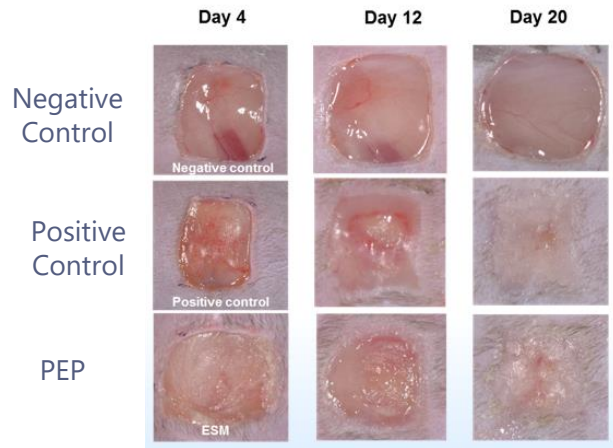 Day 4 Day 12 Day 20
Negative
Control
Negative control
Positive
Control
Positive control
PEP
ESM